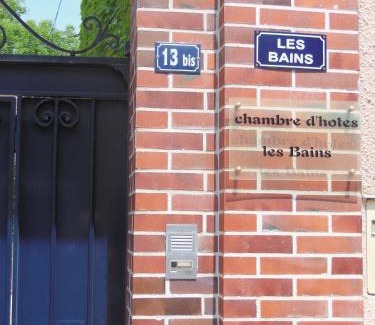 13 bis
LES
BAINS
chambre d'hotes
les Bains